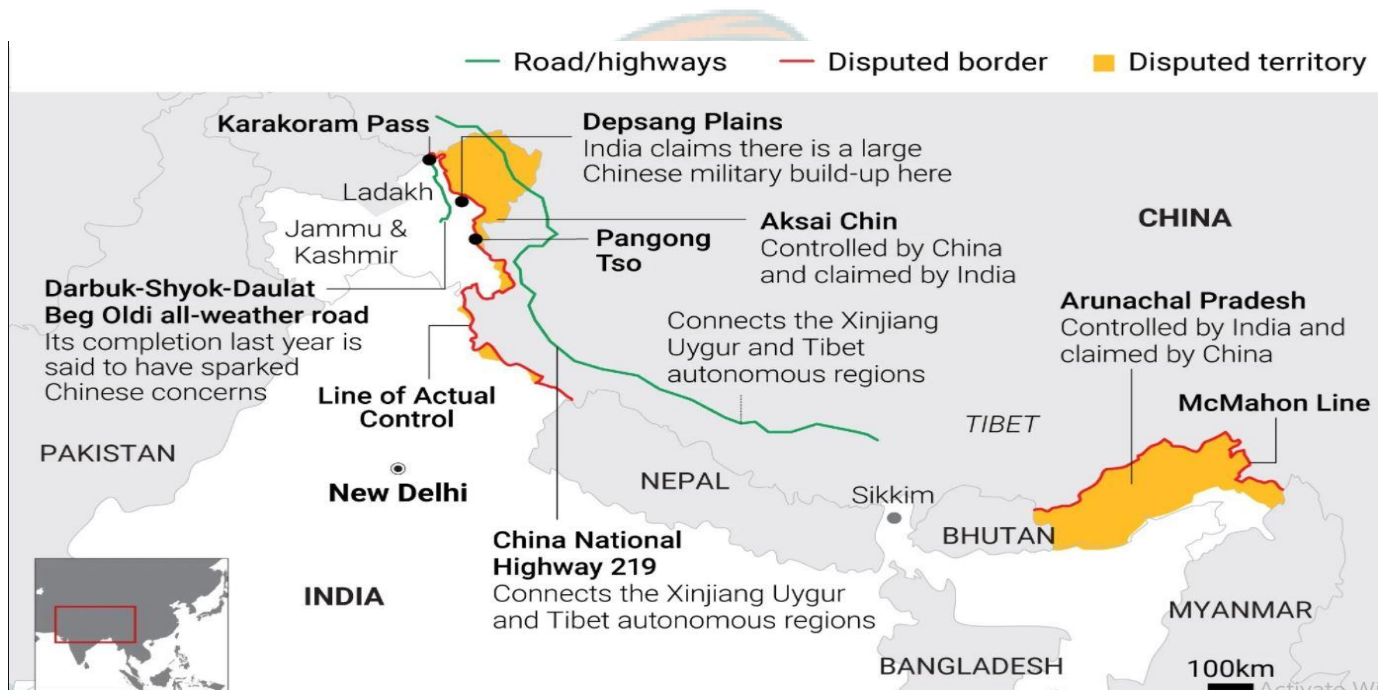 Road/highways
Disputed border
Disputed territory
Karakoram Pass
Depsang Plains
India claims there is a large
Chinese military build-up here
Ladakh
Jammu &
Kashmir
Pangong
Tso
Aksai Chin
Controlled by China
and claimed by India
CHINA
Darbuk-Shyok-Daulat
Beg Oldi all-weather road
Its completion last year is
said to have sparked
Chinese concerns
Connects the Xinjiang
Uygur and Tibet
autonomous regions
Arunachal Pradesh
Controlled by India and
claimed by China
Line of Actual
Control
McMahon Line
TIBET
PAKISTAN
New Delhi
NEPAL
Sikkim
BHUTAN
China National
Highway 219
Connects the Xinjiang Uygur
and Tibet autonomous regions
INDIA
MYANMAR
BANGLADESH
100km
Activate Wi